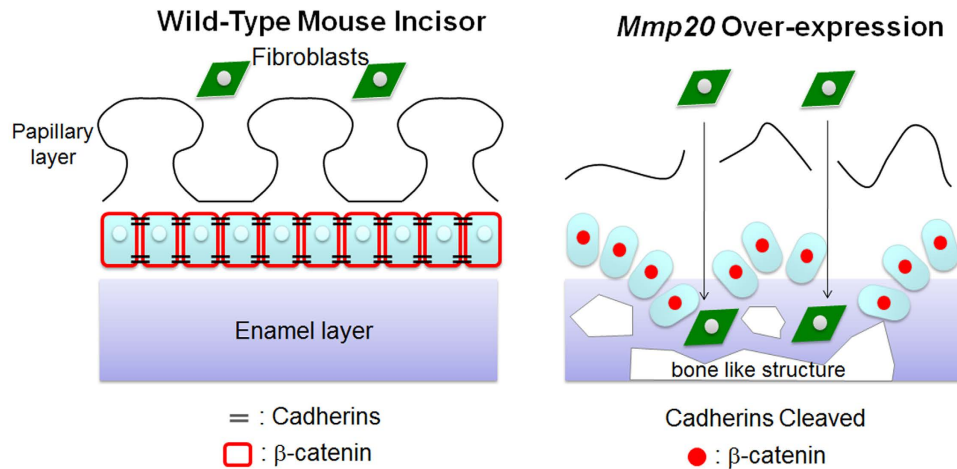 Wild-Type Mouse Incisor
Fibroblasts
Papillary
layer
Enamel layer
= : Cadherins
: β-catenin
Mmp20 Over-expression
bone like structure
Cadherins Cleaved
: β-catenin